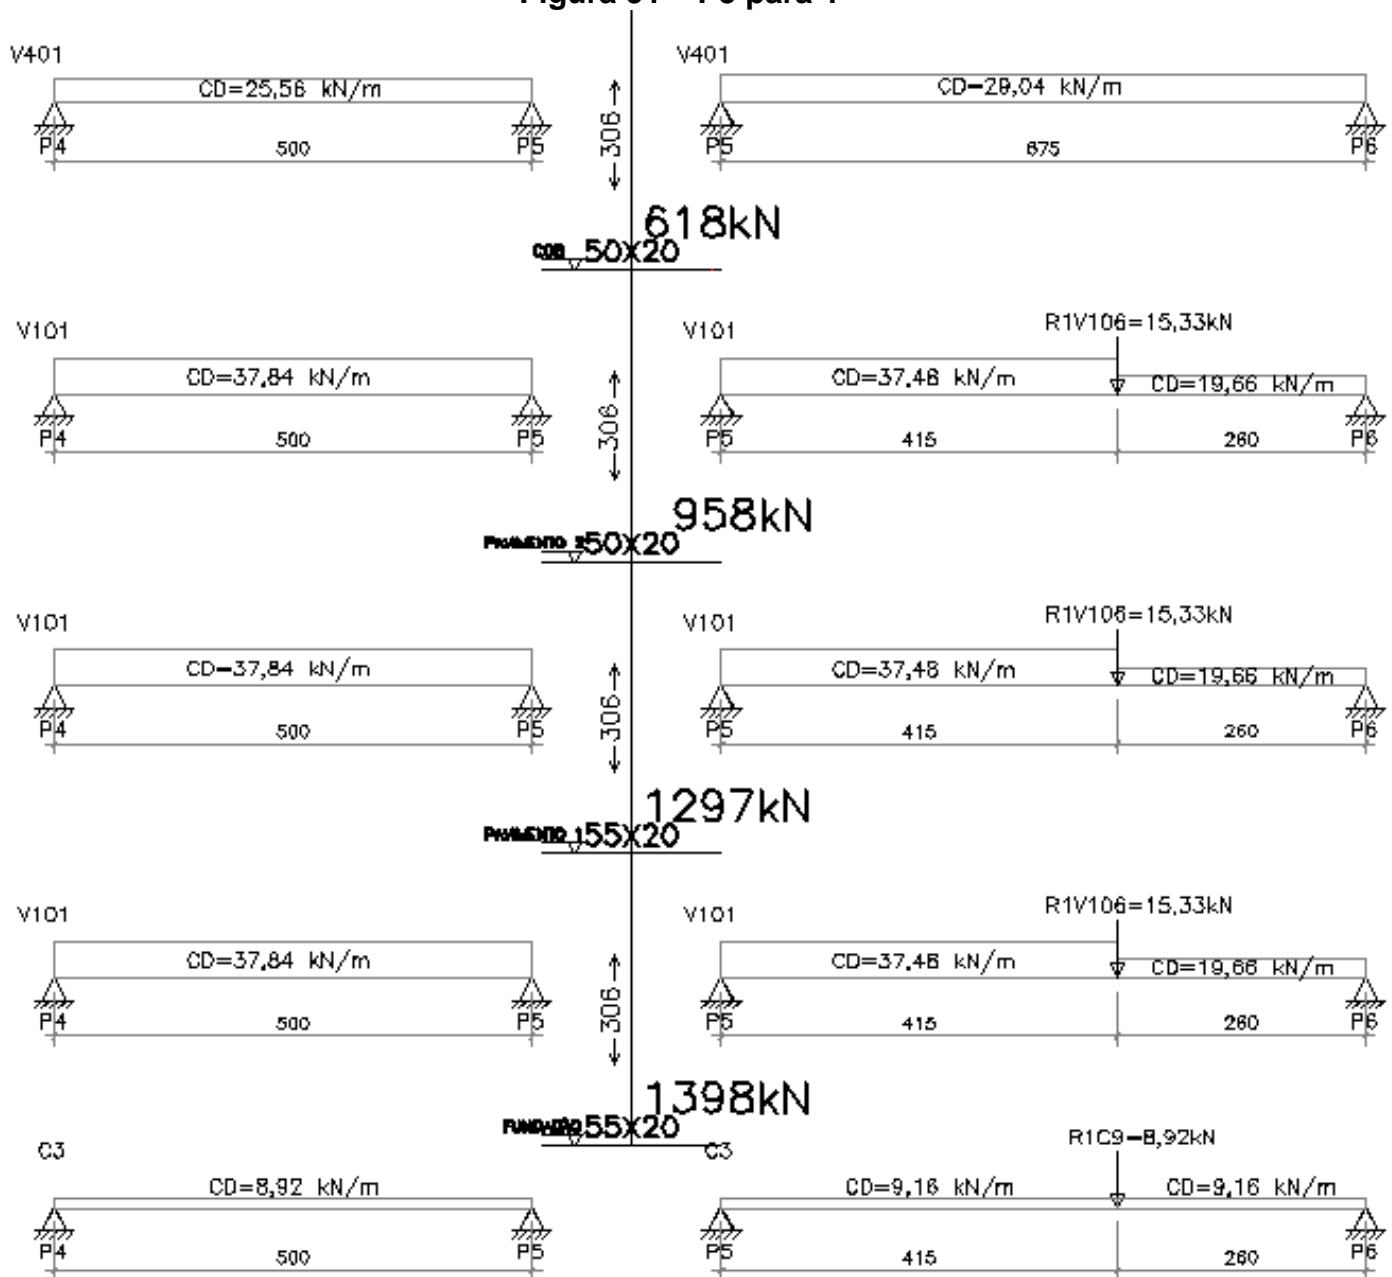 V401
V401
CD=25,56 kN/m
CD=29,04 kN/m
P4
P5
500
306
P5
P6
675
618kN
COB 50X20
V101
V101
R1V106=15,33kN
CD=37,84 kN/m
CD=37,48 kN/m
CD=19,66 kN/m
P4
P5
500
306
P5
P6
415
260
958kN
PAVIMENTO 2 50X20
V101
V101
R1V106=15,33kN
CD=37,84 kN/m
CD=37,48 kN/m
CD=19,66 kN/m
P4
P5
500
306
P5
P6
415
260
1297kN
PAVIMENTO 1 55X20
V101
V101
R1V106=15,33kN
CD=37,84 kN/m
CD=37,48 kN/m
CD=19,66 kN/m
P4
P5
500
306
P5
P6
415
260
1398kN
FUNDAÇÃO 55X20
C3
C3
R1C9=8,92kN
CD=8,92 kN/m
CD=9,16 kN/m
CD=9,16 kN/m
P4
P5
500
P5
P6
415
260